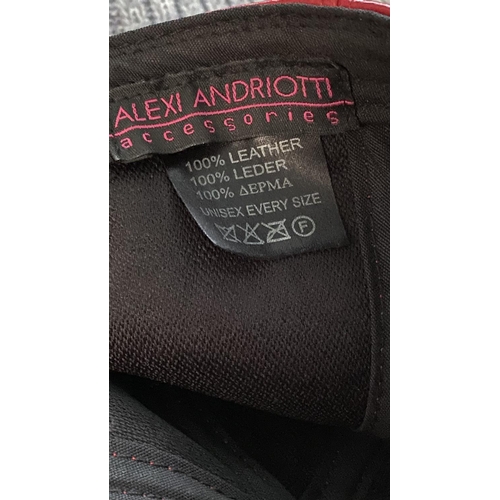 ALEXI ANDRIOTTI
accessories
100% LEATHER
100% LEDER
100% ΔΕΡΜΑ
UNISEX EVERY SIZE
F